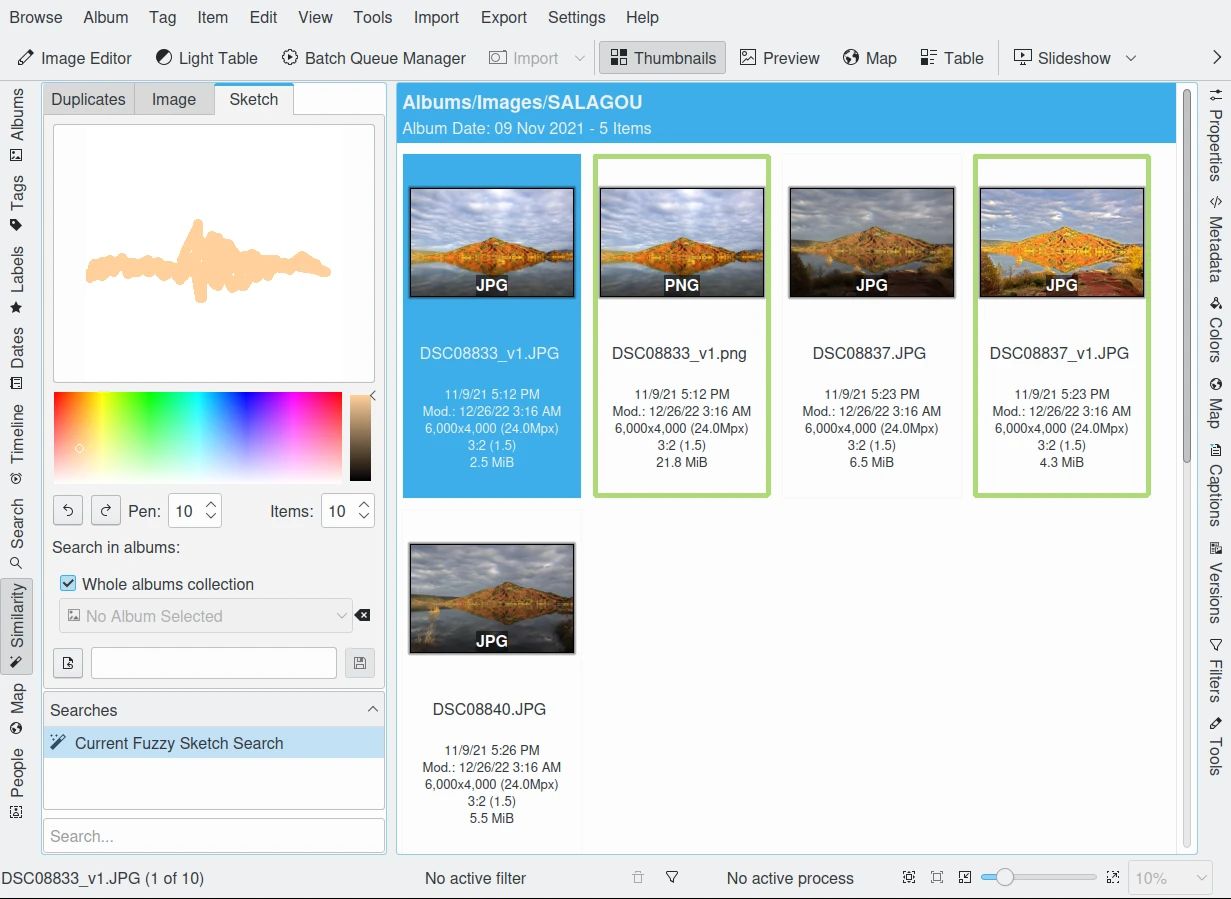 Browse Album Tag Item Edit View Tools Import Export Settings Help
Image Editor Light Table Batch Queue Manager Import Thumbnails Preview Map Table Slideshow
Albums
Tags
Labels
Dates
Timeline
Search
Similarity
Map
People
Duplicates Image Sketch
Pen: 10 Items: 10
Search in albums:
Whole albums collection
No Album Selected
Searches
Current Fuzzy Sketch Search
Search...
Albums/Images/SALAGOU
Album Date: 09 Nov 2021 - 5 Items
JPG
DSC08833_v1.JPG
11/9/21 5:12 PM
Mod.: 12/26/22 3:16 AM
6,000x4,000 (24.0Mpx)
3:2 (1.5)
2.5 MiB
PNG
DSC08833_v1.png
11/9/21 5:12 PM
Mod.: 12/26/22 3:16 AM
6,000x4,000 (24.0Mpx)
3:2 (1.5)
21.8 MiB
JPG
DSC08837.JPG
11/9/21 5:23 PM
Mod.: 12/26/22 3:16 AM
6,000x4,000 (24.0Mpx)
3:2 (1.5)
6.5 MiB
JPG
DSC08837_v1.JPG
11/9/21 5:23 PM
Mod.: 12/26/22 3:16 AM
6,000x4,000 (24.0Mpx)
3:2 (1.5)
4.3 MiB
JPG
DSC08840.JPG
11/9/21 5:26 PM
Mod.: 12/26/22 3:16 AM
6,000x4,000 (24.0Mpx)
3:2 (1.5)
5.5 MiB
Properties
Metadata
Colors
Map
Captions
Versions
Filters
Tools
DSC08833_v1.JPG (1 of 10) No active filter No active process 10%